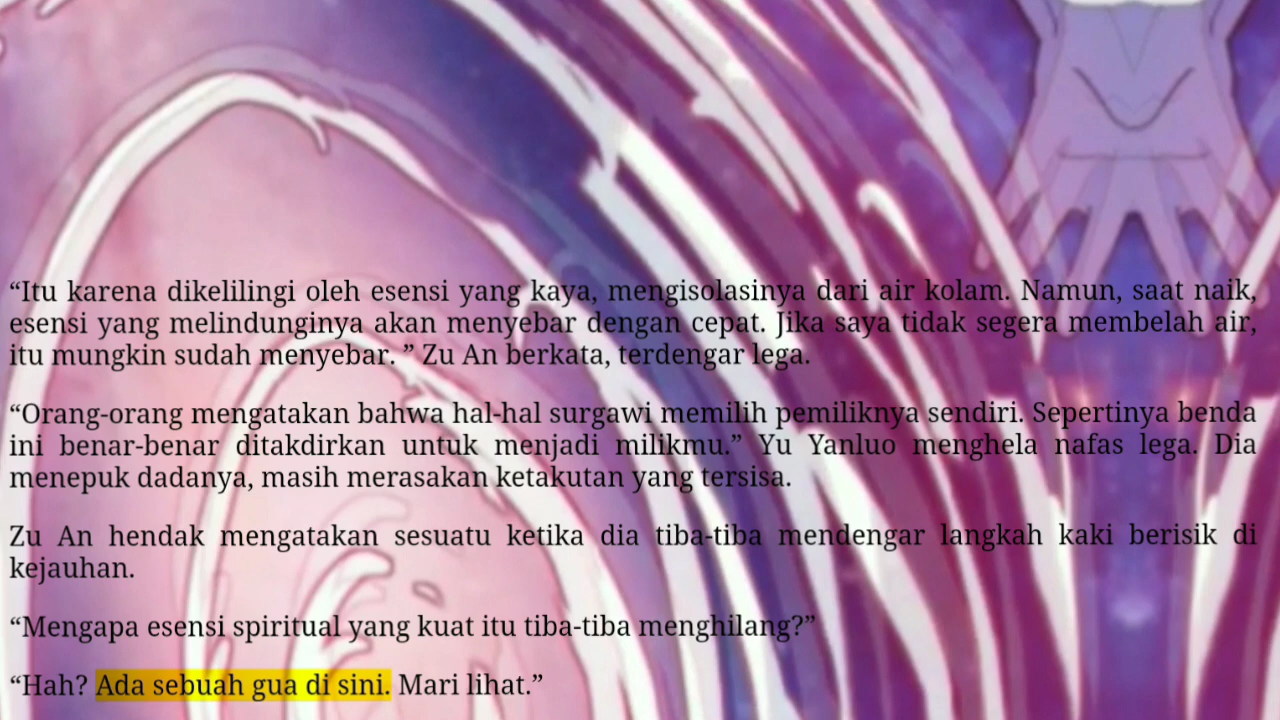 “Itu karena dikelilingi oleh esensi yang kaya, mengisolasinya dari air kolam. Namun, saat naik,
esensi yang melindunginya akan menyebar dengan cepat. Jika saya tidak segera membelah air,
itu mungkin sudah menyebar. ” Zu An berkata, terdengar lega.
“Orang-orang mengatakan bahwa hal-hal surgawi memilih pemiliknya sendiri. Sepertinya benda
ini benar-benar ditakdirkan untuk menjadi milikmu.” Yu Yanluo menghela nafas lega. Dia
menepuk dadanya, masih merasakan ketakutan yang tersisa.
Zu An hendak mengatakan sesuatu ketika dia tiba-tiba mendengar langkah kaki berisik di
kejauhan.
“Mengapa esensi spiritual yang kuat itu tiba-tiba menghilang?”
“Hah? Ada sebuah gua di sini. Mari lihat.”